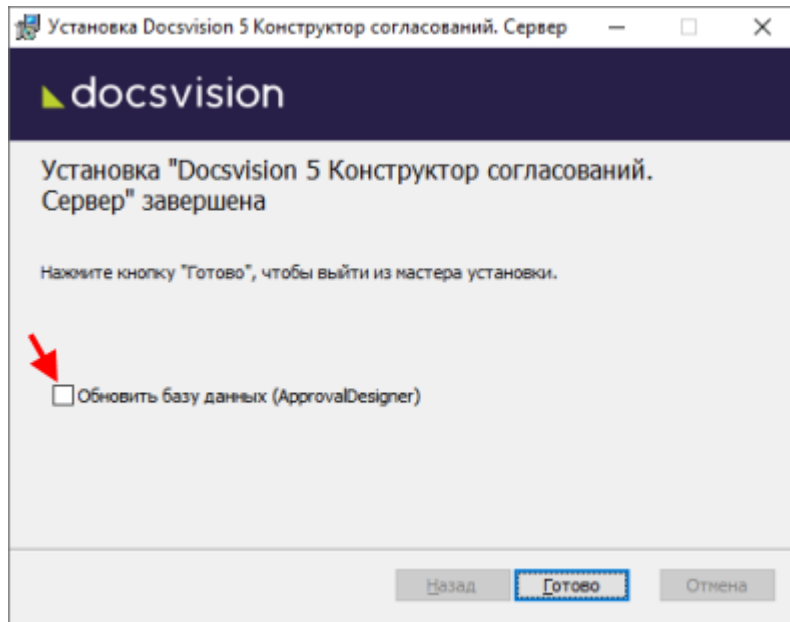 Установка Docsvision 5 Конструктор согласований. Сервер
docsvision
Установка "Docsvision 5 Конструктор согласований.
Сервер" завершена
Нажмите кнопку "Готово", чтобы выйти из мастера установки.
Обновить базу данных (ApprovalDesigner)
Назад Готово Отмена